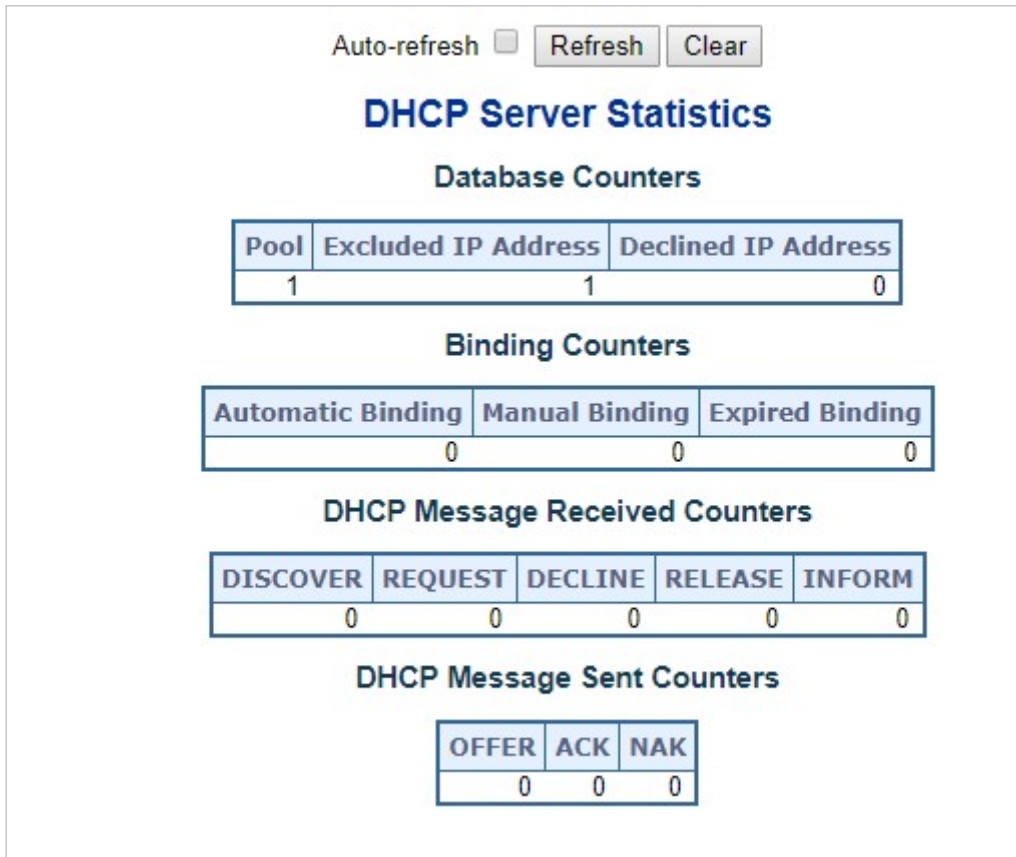 Auto-refresh Refresh Clear
DHCP Server Statistics
Database Counters
Pool Excluded IP Address Declined IP Address
1 1 0
Binding Counters
Automatic Binding Manual Binding Expired Binding
0 0 0
DHCP Message Received Counters
DISCOVER REQUEST DECLINE RELEASE INFORM
0 0 0 0 0
DHCP Message Sent Counters
OFFER ACK NAK
0 0 0